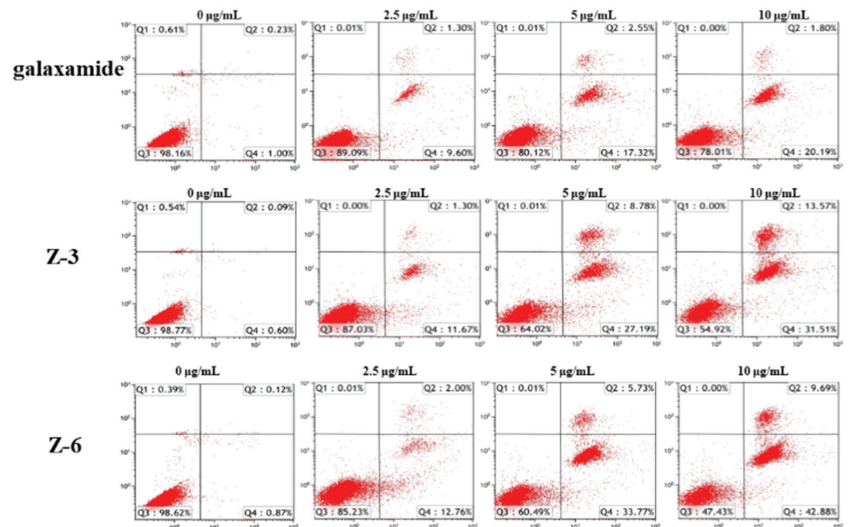 0 µg/mL 2.5 µg/mL 5 µg/mL 10 µg/mL
galaxamide
Q1 : 0.61% Q2 : 0.23% Q1 : 0.01% Q2 : 1.30% Q1 : 0.01% Q2 : 2.55% Q1 : 0.00% Q2 : 1.80%
Q3 : 98.16% Q4 : 1.00% Q3 : 89.09% Q4 : 9.60% Q3 : 80.12% Q4 : 17.32% Q3 : 78.01% Q4 : 20.19%
0 µg/mL 2.5 µg/mL 5 µg/mL 10 µg/mL
Z-3
Q1 : 0.54% Q2 : 0.09% Q1 : 0.00% Q2 : 1.30% Q1 : 0.01% Q2 : 8.78% Q1 : 0.00% Q2 : 13.57%
Q3 : 98.77% Q4 : 0.60% Q3 : 87.03% Q4 : 11.67% Q3 : 64.02% Q4 : 27.19% Q3 : 54.92% Q4 : 31.51%
0 µg/mL 2.5 µg/mL 5 µg/mL 10 µg/mL
Z-6
Q1 : 0.39% Q2 : 0.12% Q1 : 0.01% Q2 : 2.00% Q1 : 0.01% Q2 : 5.73% Q1 : 0.00% Q2 : 9.69%
Q3 : 98.62% Q4 : 0.87% Q3 : 85.23% Q4 : 12.76% Q3 : 60.49% Q4 : 33.77% Q3 : 47.43% Q4 : 42.88%